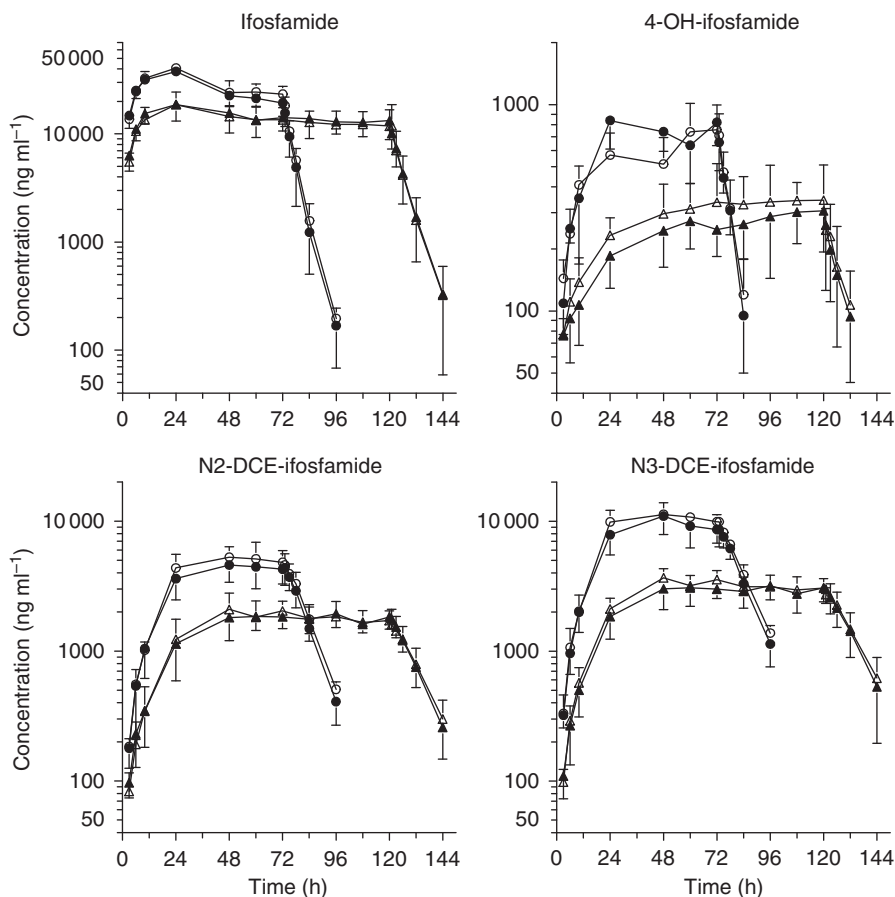 Ifosfamide
50 000
10 000
1000
100
50
Concentration (ng ml⁻¹)
0 24 48 72 96 120 144
4-OH-ifosfamide
1000
100
50
0 24 48 72 96 120 144
N2-DCE-ifosfamide
10 000
1000
100
50
Concentration (ng ml⁻¹)
0 24 48 72 96 120 144
Time (h)
N3-DCE-ifosfamide
10 000
1000
100
50
0 24 48 72 96 120 144
Time (h)